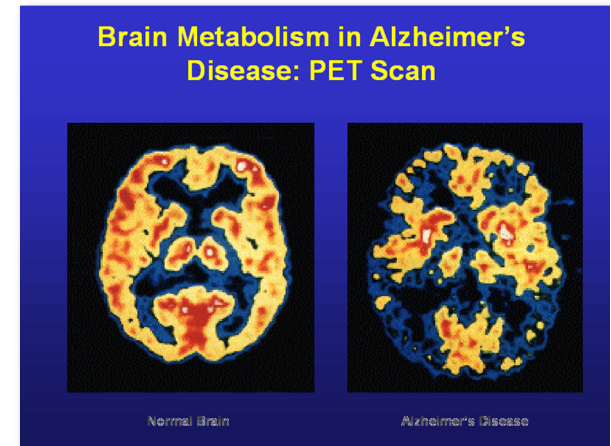 Brain Metabolism in Alzheimer’s
Disease: PET Scan
Normal Brain
Alzheimer's Disease